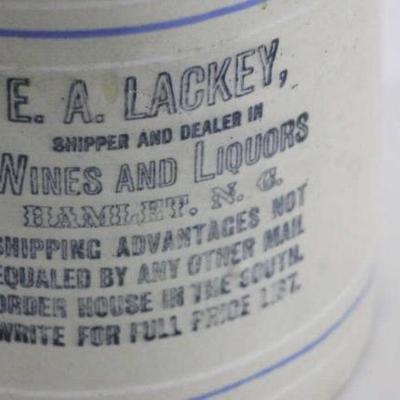 E. A. LACKEY,
SHIPPER AND DEALER IN
WINES AND LIQUORS
HAMLET, N. C.
SHIPPING ADVANTAGES NOT
EQUALED BY ANY OTHER MAIL
ORDER HOUSE IN THE SOUTH.
WRITE FOR FULL PRICE LIST.